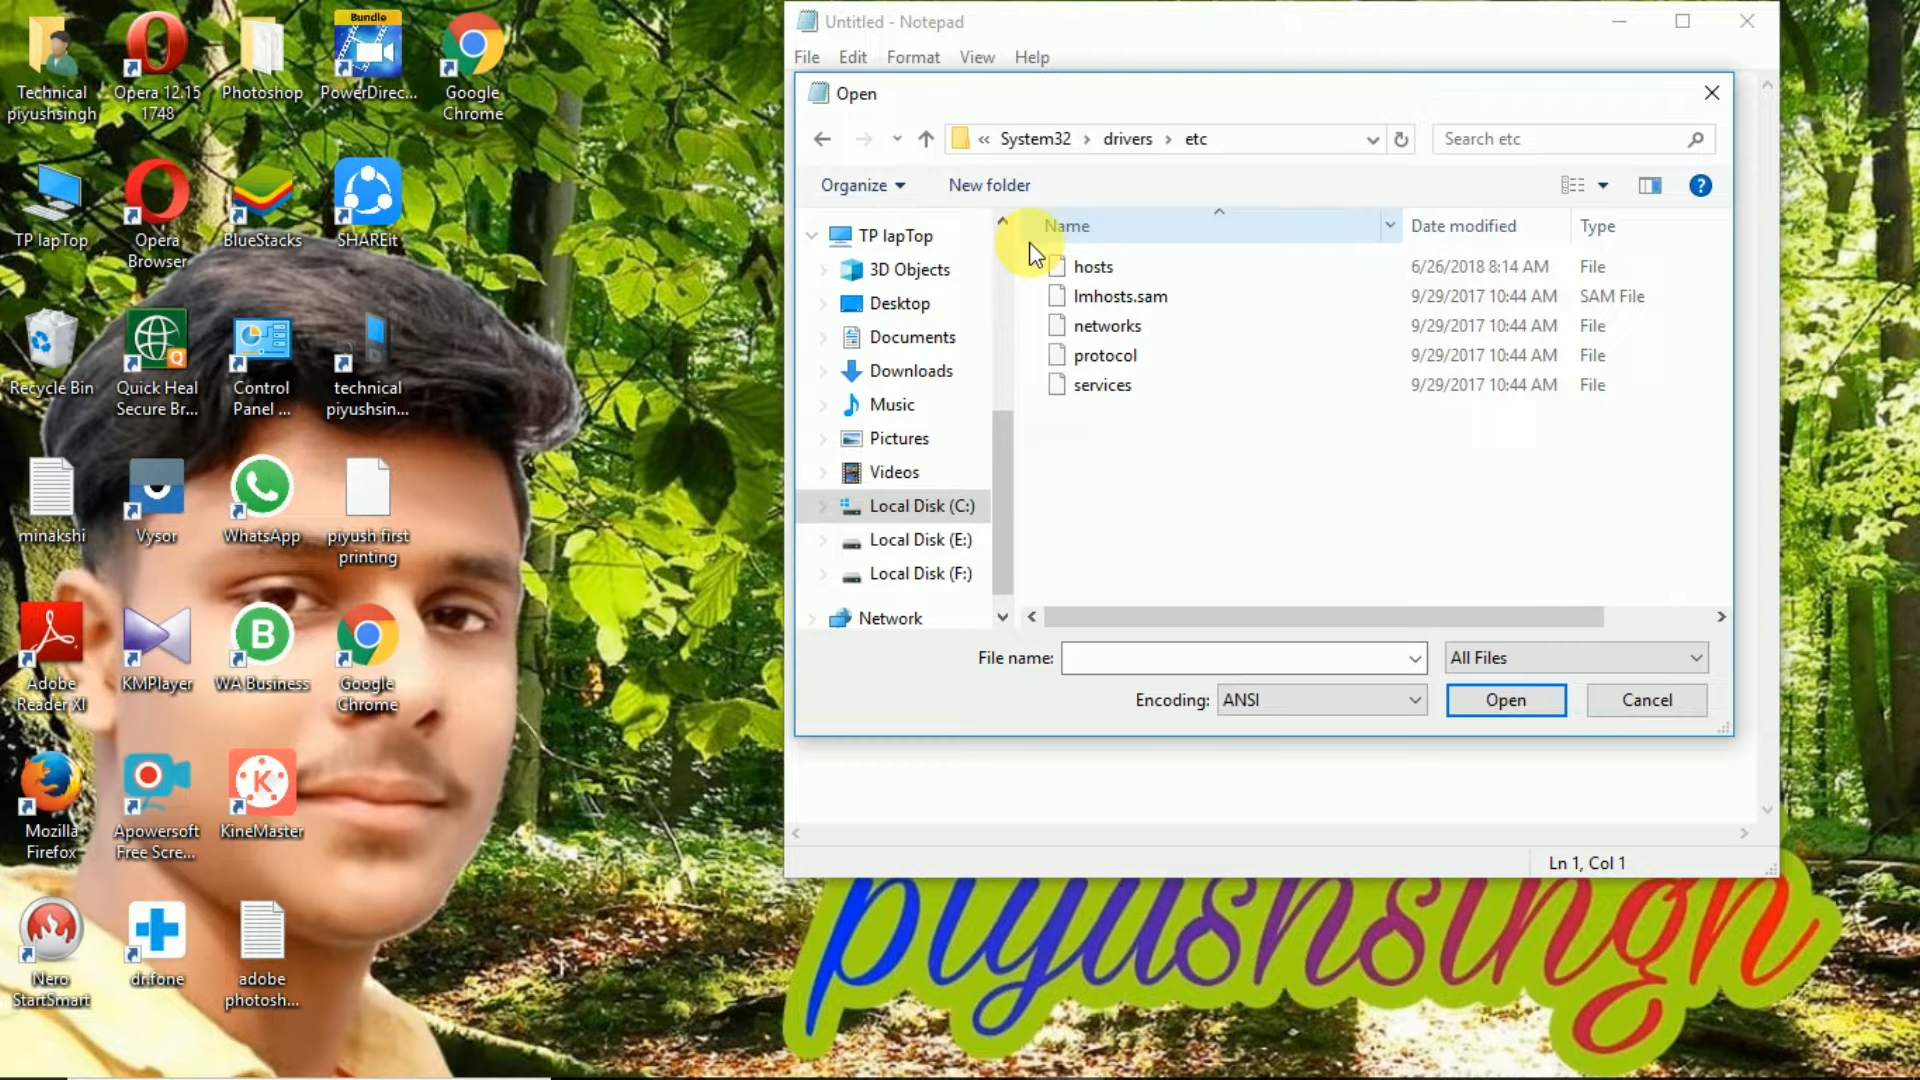 Technical
piyushsingh
Opera 12.15
1748
Photoshop
Bundle
PowerDirec...
Google
Chrome
TP lapTop
Opera
Browser
BlueStacks
SHAREit
Recycle Bin
Quick Heal
Secure Br...
Control
Panel ...
technical
piyushsin...
minakshi
Vysor
WhatsApp
piyush first
printing
Adobe
Reader XI
KMPlayer
B
WA Business
Google
Chrome
Mozilla
Firefox
Apowersoft
Free Scre...
K
KineMaster
Nero
StartSmart
dr.fone
adobe
photosh...
Untitled - Notepad
File Edit Format View Help
Open
« System32 › drivers › etc
Search etc
Organize New folder
?
Name Date modified Type
TP lapTop
3D Objects
Desktop
Documents
Downloads
Music
Pictures
Videos
Local Disk (C:)
Local Disk (E:)
Local Disk (F:)
Network
hosts 6/26/2018 8:14 AM File
lmhosts.sam 9/29/2017 10:44 AM SAM File
networks 9/29/2017 10:44 AM File
protocol 9/29/2017 10:44 AM File
services 9/29/2017 10:44 AM File
File name: All Files
Encoding: ANSI Open Cancel
Ln 1, Col 1
piyushsingh